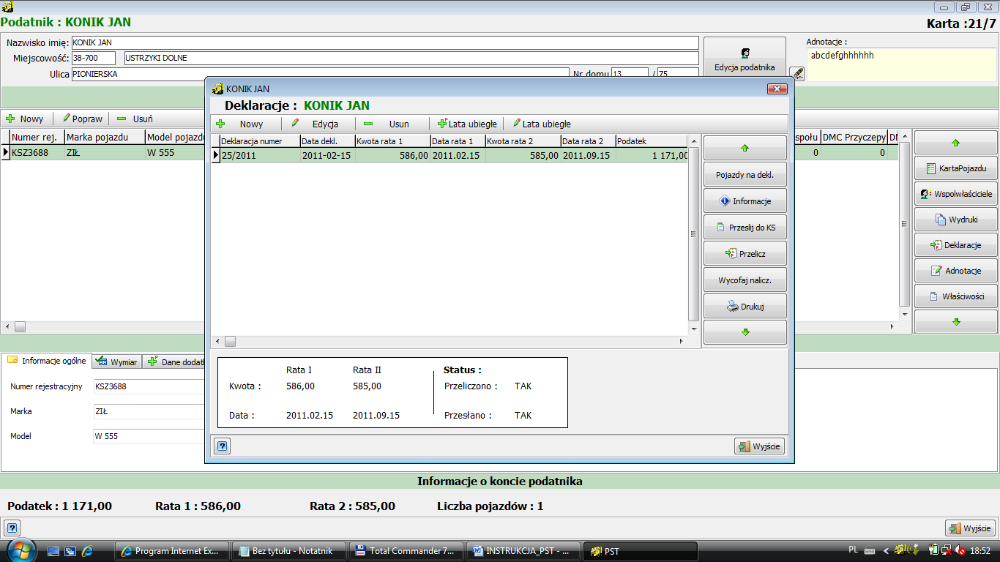 Podatnik : KONIK JAN
Karta :21/7
Nazwisko imię: KONIK JAN
Miejscowość: 38-700 USTRZYKI DOLNE
Ulica PIONIERSKA Nr domu 13 / 75
Edycja podatnika
Adnotacje :
abcdefghhhhhh
Nowy Popraw Usuń
Numer rej. Marka pojazdu Model pojazdu
KSZ3688 ZIŁ W 555
społu DMC Przyczepy
0 0
KartaPojazdu
Wspolwłaściciele
Wydruki
Deklaracje
Adnotacje
Właściwości
KONIK JAN
Deklaracje : KONIK JAN
Nowy Edycja Usun Lata ubiegłe Lata ubiegłe
Deklaracja numer Data dekl. Kwota rata 1 Data rata 1 Kwota rata 2 Data rata 2 Podatek
25/2011 2011-02-15 586,00 2011.02.15 585,00 2011.09.15 1 171,00
Pojazdy na dekl.
Informacje
Przeslij do KS
Przelicz
Wycofaj nalicz.
Drukuj
Rata I Rata II Status :
Kwota : 586,00 585,00 Przeliczono : TAK
Data : 2011.02.15 2011.09.15 Przesłano : TAK
Wyjście
Informacje ogólne Wymiar Dane dodatk
Numer rejestracyjny KSZ3688
Marka ZIŁ
Model W 555
Informacje o koncie podatnika
Podatek : 1 171,00 Rata 1 : 586,00 Rata 2 : 585,00 Liczba pojazdów : 1
Wyjście
Program Internet Ex... Bez tytułu - Notatnik Total Commander 7... INSTRUKCJA_PST - ... PST PL 18:52